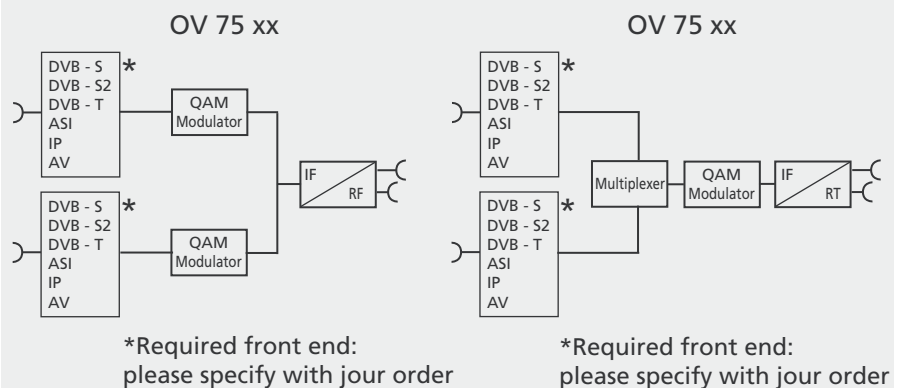 OV 75 xx
DVB - S
*
DVB - S2
DVB - T
ASI
IP
AV
QAM
Modulator
DVB - S
*
DVB - S2
DVB - T
ASI
IP
AV
QAM
Modulator
IF
RF
*Required front end:
please specify with jour order
OV 75 xx
DVB - S
*
DVB - S2
DVB - T
ASI
IP
AV
DVB - S
*
DVB - S2
DVB - T
ASI
IP
AV
Multiplexer
QAM
Modulator
IF
RT
*Required front end:
please specify with jour order